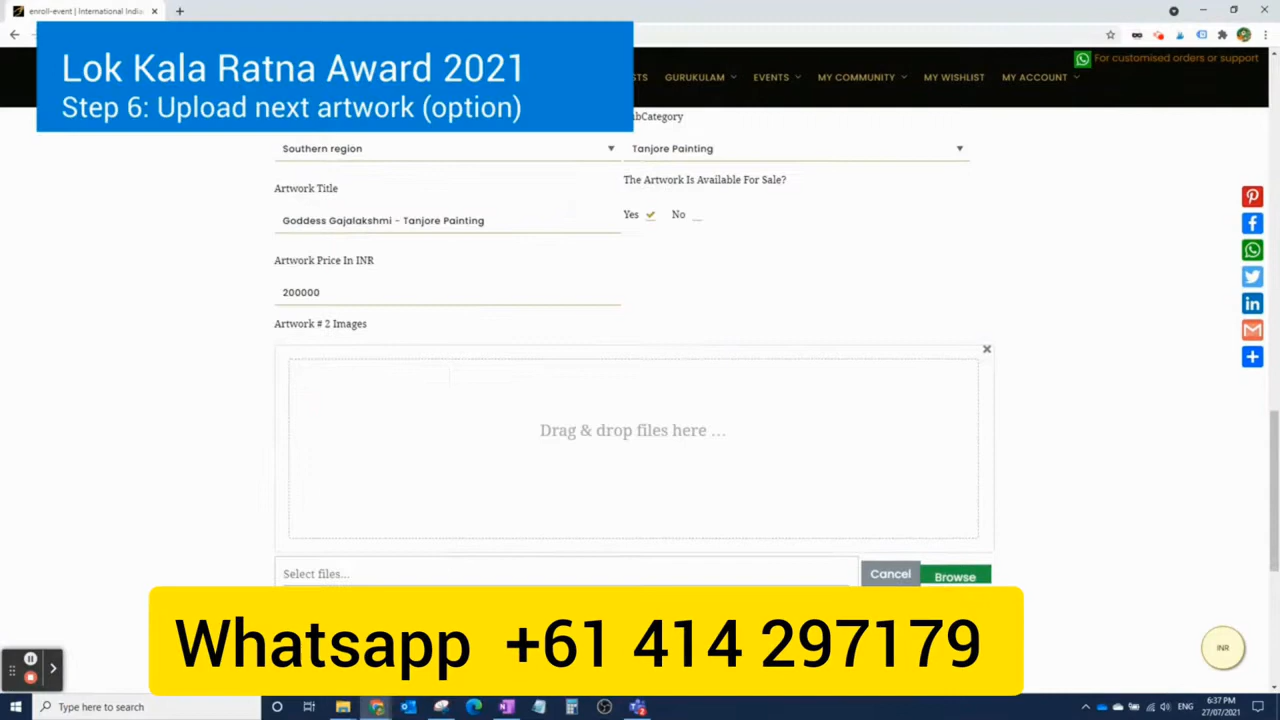 enroll-event | International India
Lok Kala Ratna Award 2021
Step 6: Upload next artwork (option)
For customised orders or support
GURUKULAM
EVENTS
MY COMMUNITY
MY WISHLIST
MY ACCOUNT
Southern region
Tanjore Painting
Artwork Title
The Artwork Is Available For Sale?
Goddess Gajalakshmi - Tanjore Painting
Yes
No
Artwork Price In INR
200000
Artwork # 2 Images
Drag & drop files here …
Select files...
Cancel
Browse
Whatsapp +61 414 297179
INR
Type here to search
ENG
6:37 PM
27/07/2021